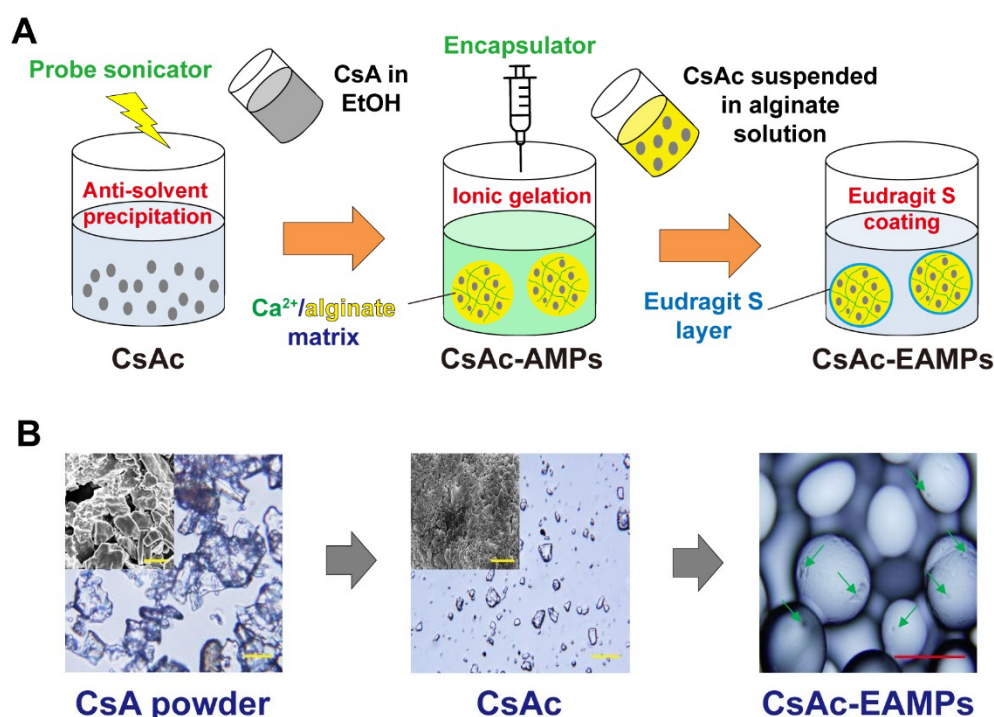 A
Probe sonicator
CsA in
EtOH
Encapsulator
CsAc suspended
in alginate
solution
Anti-solvent
precipitation
Ionic gelation
Eudragit S
coating
Ca²⁺/alginate
matrix
Eudragit S
layer
CsAc
CsAc-AMPs
CsAc-EAMPs
B
CsA powder
CsAc
CsAc-EAMPs